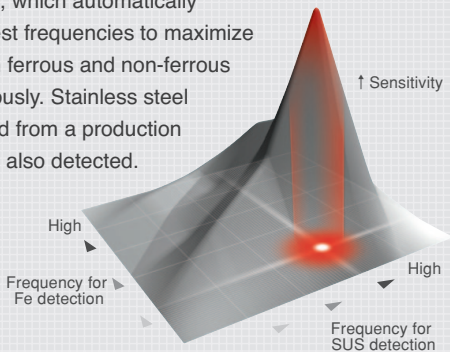 , which automatically
est frequencies to maximize
ferrous and non-ferrous
ously. Stainless steel
d from a production
also detected.
↑ Sensitivity
High
Frequency for
Fe detection
High
Frequency for
SUS detection